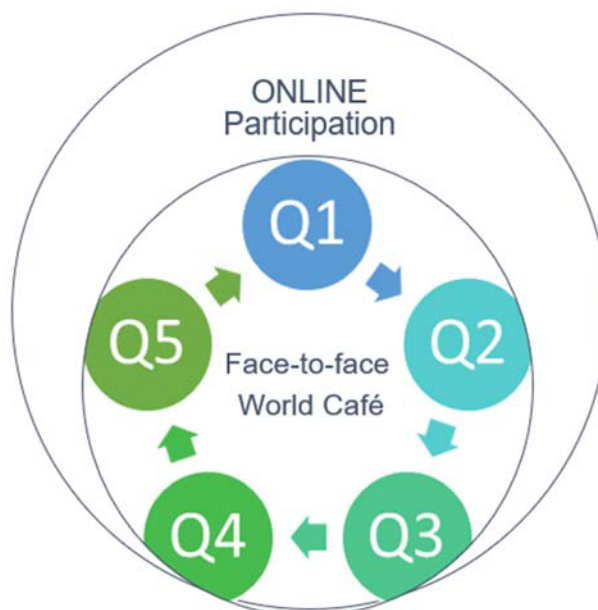 ONLINE
Participation
Q1
Q5
Q2
Face-to-face
World Café
Q4
Q3